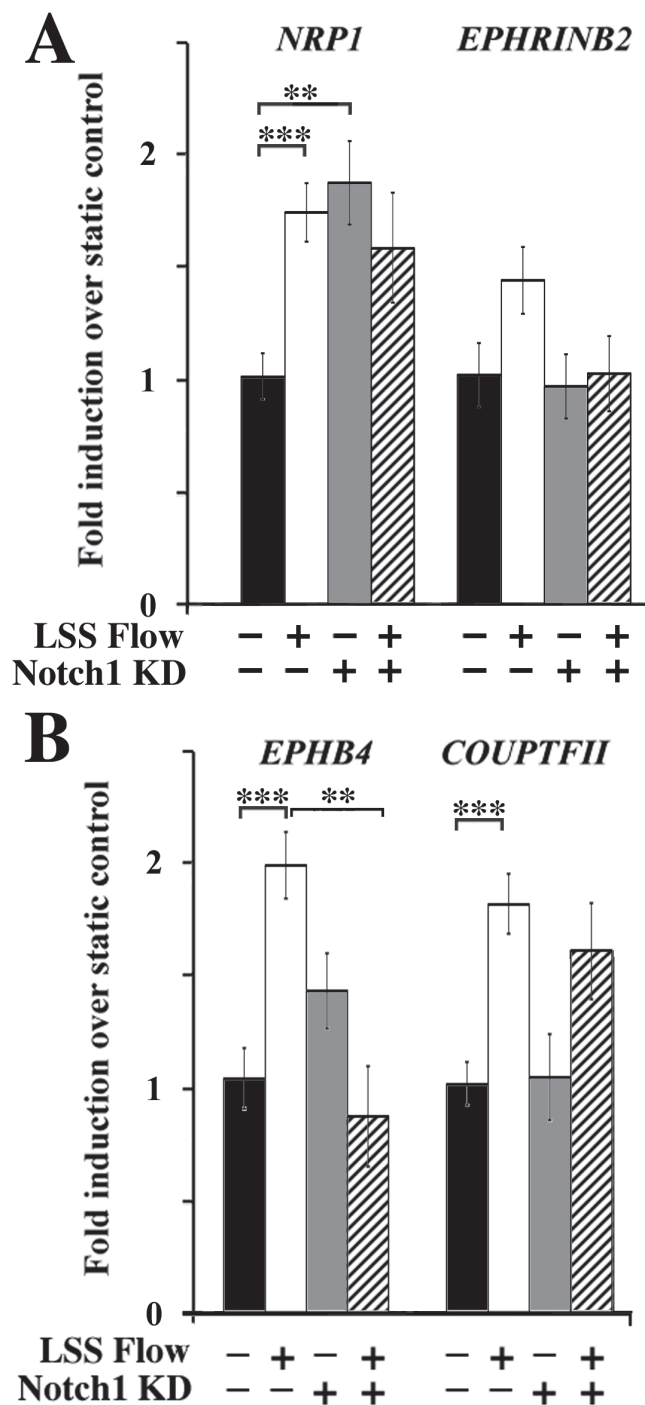 A
NRP1 EPHRINB2
Fold induction over static control
**
***
2
1
0
LSS Flow − + − + − + − +
Notch1 KD − − + + − − + +
B
EPHB4 COUPTFII
Fold induction over static control
*** ** ***
2
1
0
LSS Flow − + − + − + − +
Notch1 KD − − + + − − + +